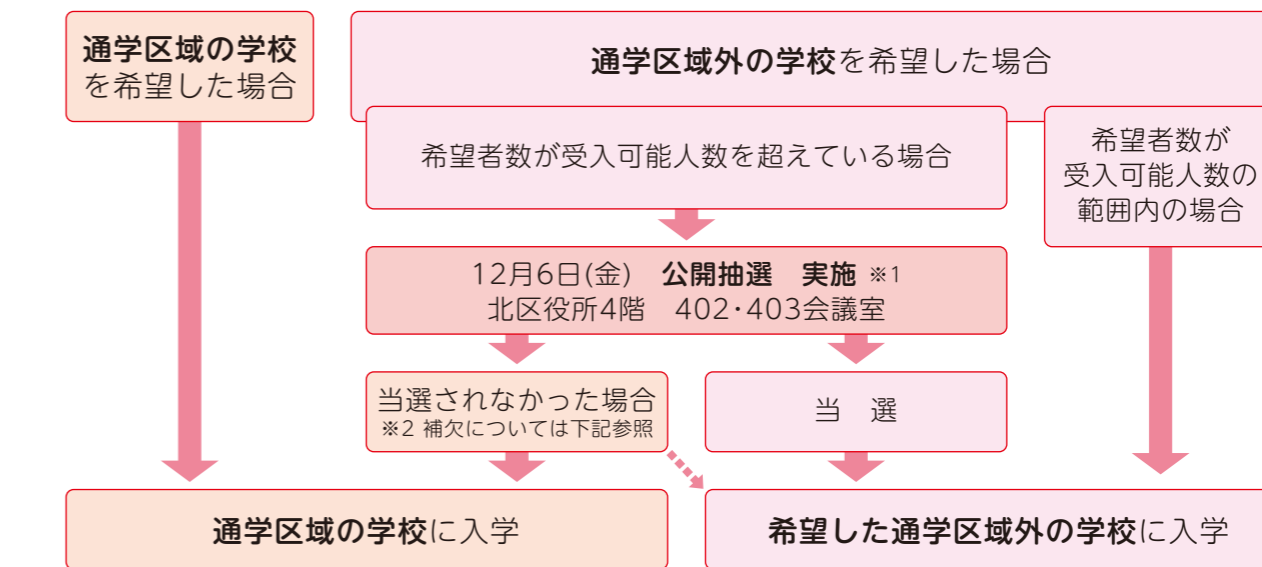 通学区域の学校
を希望した場合
通学区域外の学校を希望した場合
希望者数が受入可能人数を超えている場合
希望者数が
受入可能人数の
範囲内の場合
12月6日(金)　公開抽選　実施 ※1
北区役所4階　402・403会議室
当選されなかった場合
※2 補欠については下記参照
当　選
通学区域の学校に入学
希望した通学区域外の学校に入学